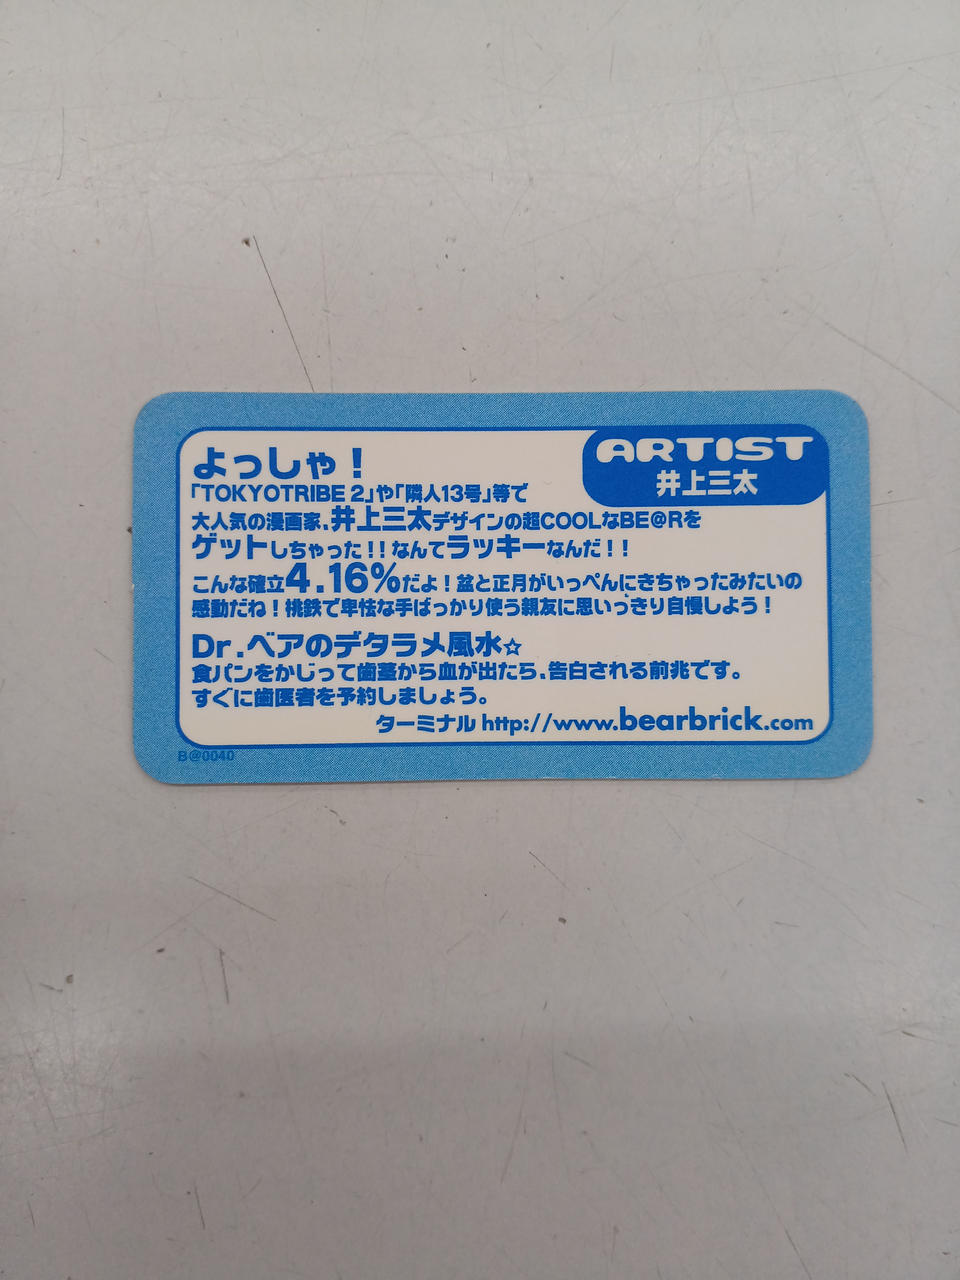 ARTIST
井上三太
よっしゃ！
「TOKYOTRIBE 2」や「隣人13号」等で
大人気の漫画家、井上三太デザインの超COOLなBE@Rを
ゲットしちゃった！！なんてラッキーなんだ！！
こんな確立4.16%だよ！盆と正月がいっぺんにきちゃったみたいの
感動だね！桃鉄で卑怯な手ばっかり使う親友に思いっきり自慢しよう！
Dr.ベアのデタラメ風水☆
食パンをかじって歯茎から血が出たら、告白される前兆です。
すぐに歯医者を予約しましょう。
ターミナル http://www.bearbrick.com
B@0040